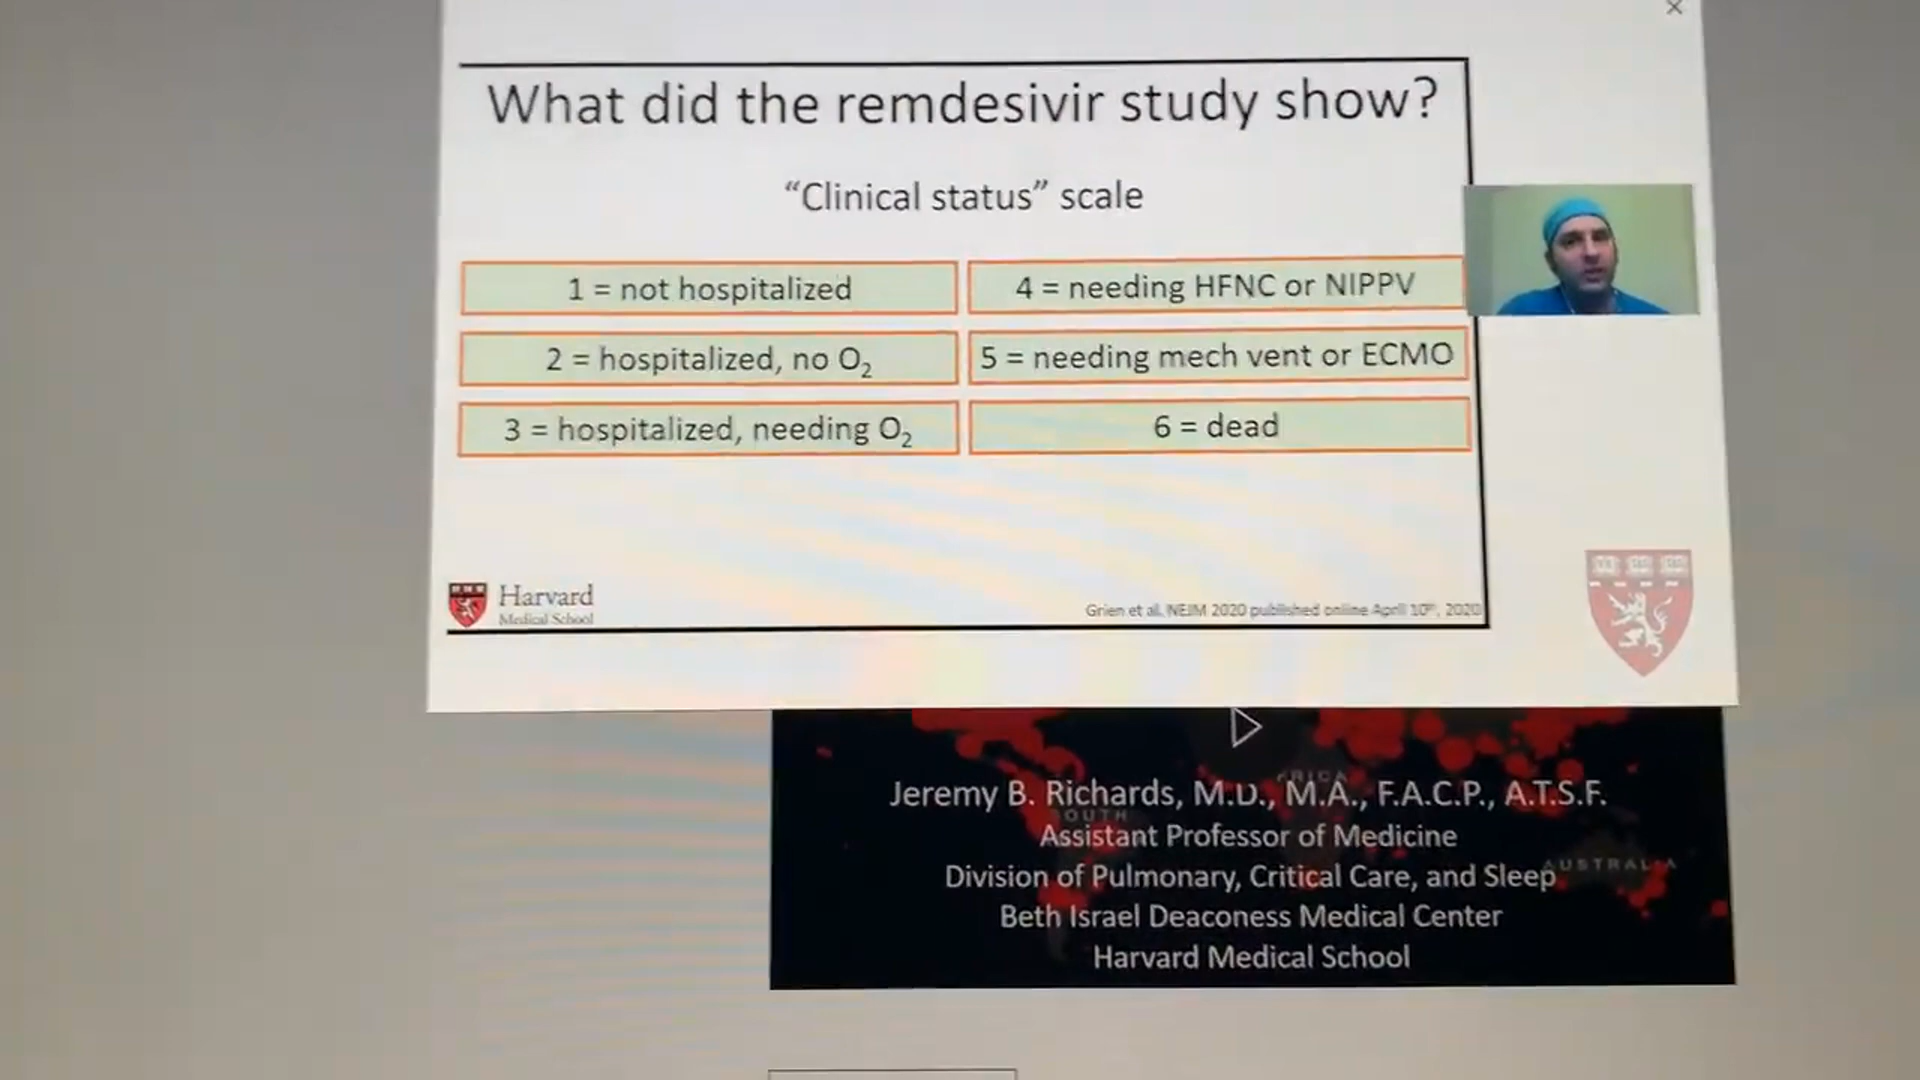 What did the remdesivir study show?
“Clinical status” scale
1 = not hospitalized
4 = needing HFNC or NIPPV
2 = hospitalized, no O₂
5 = needing mech vent or ECMO
3 = hospitalized, needing O₂
6 = dead
Harvard
Medical School
Grien et al. NEJM 2020 published online April 10th, 2020
Jeremy B. Richards, M.D., M.A., F.A.C.P., A.T.S.F.
SOUTH
Assistant Professor of Medicine
AUSTRALIA
Division of Pulmonary, Critical Care, and Sleep
Beth Israel Deaconess Medical Center
Harvard Medical School